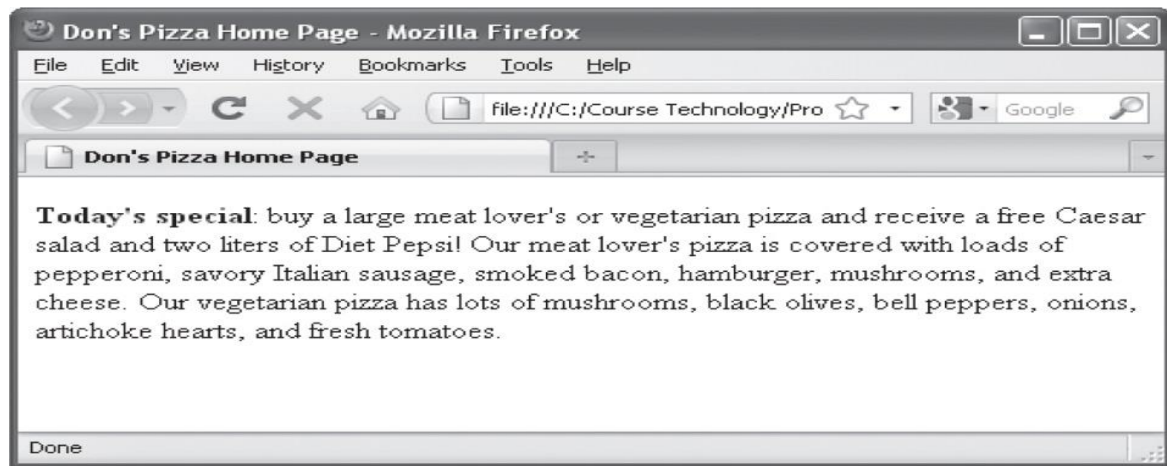 Don's Pizza Home Page - Mozilla Firefox
File Edit View History Bookmarks Tools Help
file:///C:/Course Technology/Pro
Google
Don's Pizza Home Page
Today's special: buy a large meat lover's or vegetarian pizza and receive a free Caesar
salad and two liters of Diet Pepsi! Our meat lover's pizza is covered with loads of
pepperoni, savory Italian sausage, smoked bacon, hamburger, mushrooms, and extra
cheese. Our vegetarian pizza has lots of mushrooms, black olives, bell peppers, onions,
artichoke hearts, and fresh tomatoes.
Done